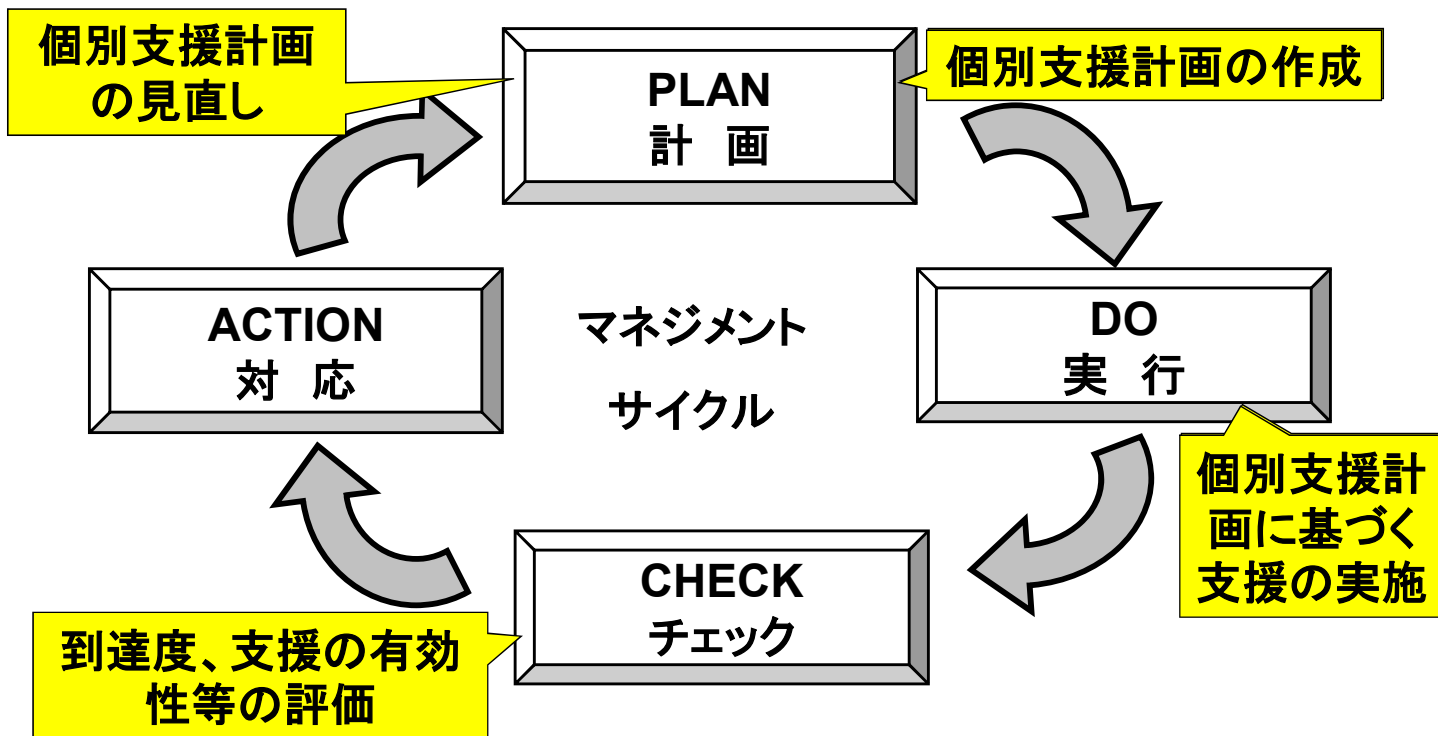 個別支援計画
の見直し
PLAN
計　画
個別支援計画の作成
ACTION
対　応
マネジメント
サイクル
DO
実　行
個別支援計
画に基づく
支援の実施
CHECK
チェック
到達度、支援の有効
性等の評価